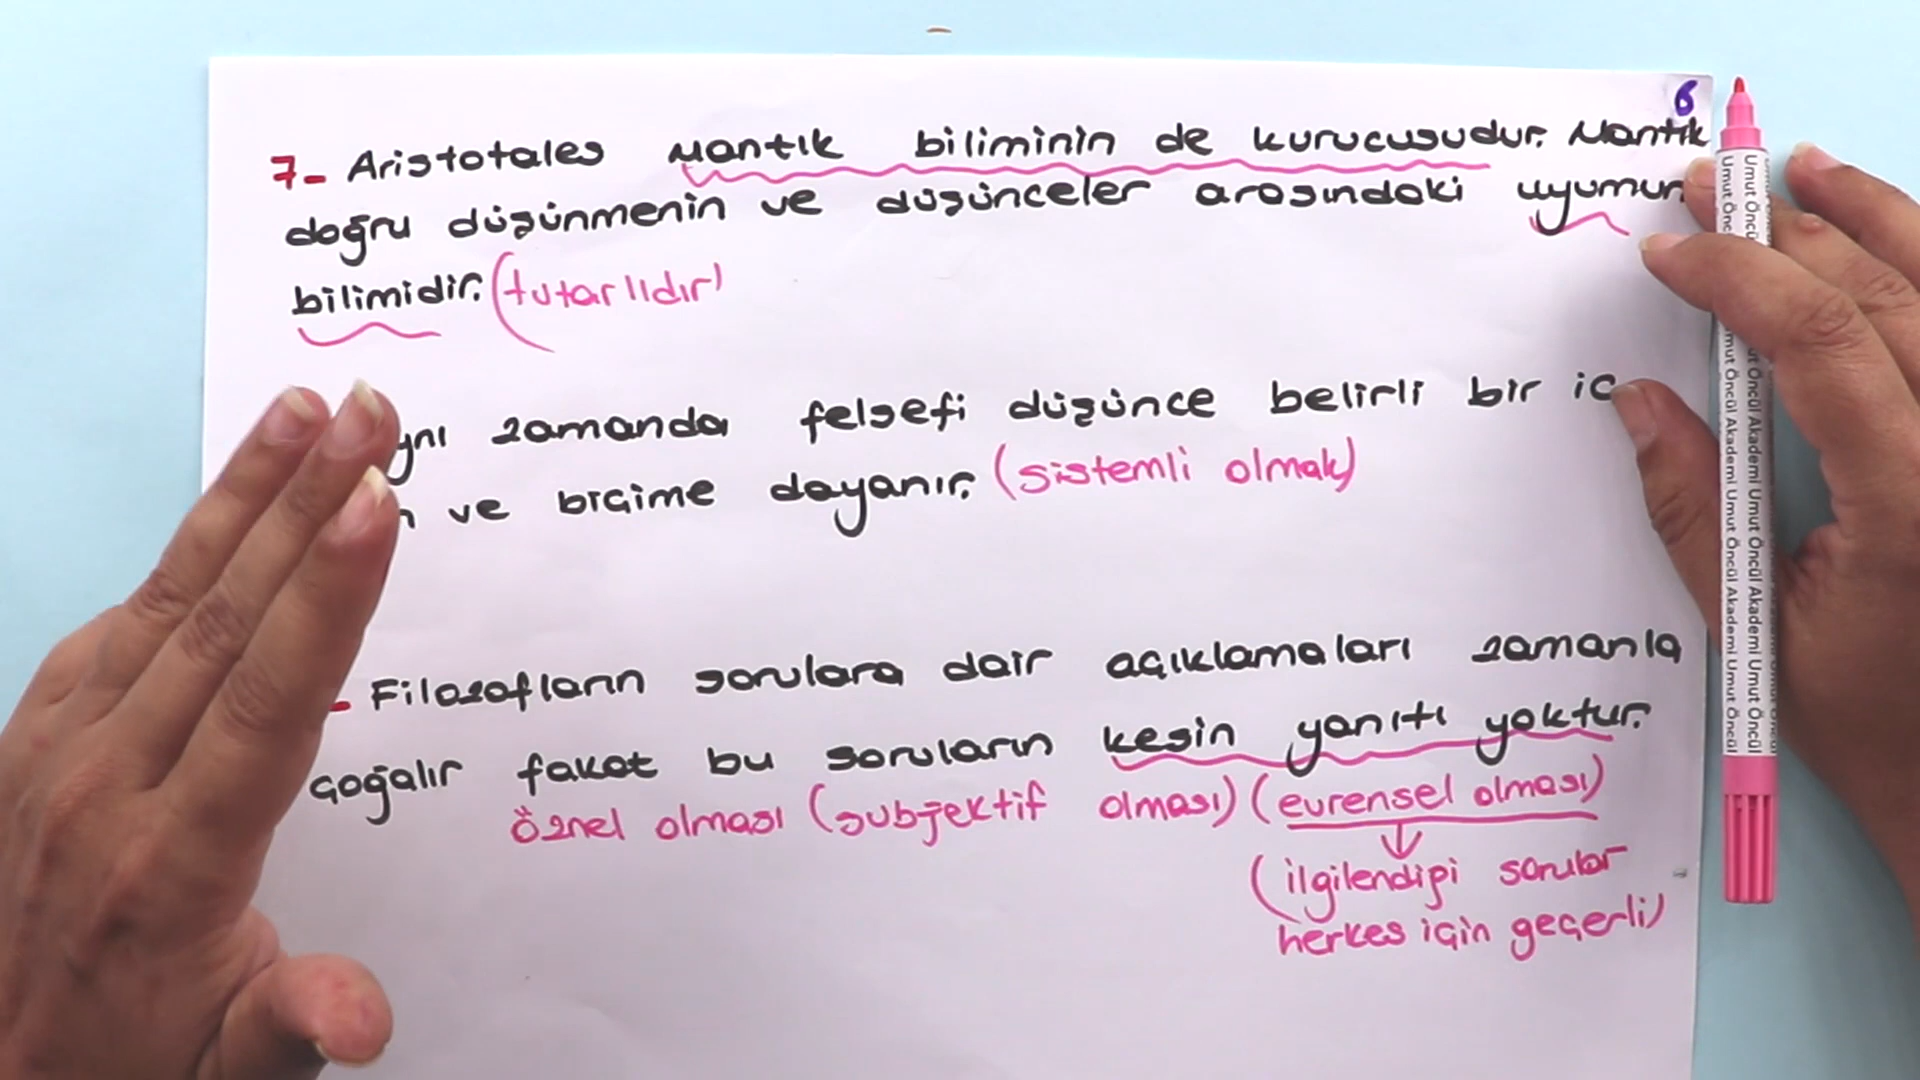 6
7- Aristotales Mantık biliminin de kurucusudur. Mantık
doğru düşünmenin ve düşünceler arasındaki uyumun
bilimidir. (tutarlıdır)
zamanda felsefi düşünce belirli bir
ve biçime dayanır. (sistemli olmak)
- Filozofların sorulara dair açıklamaları zamanla
çoğalır fakat bu soruların kesin yanıtı yoktur.
Öznel olması (subjektif olması) (evrensel olması)
(ilgilendiği sorular
herkes için geçerli)
Umut Öncül Akademi Umut Öncül Akademi Umut Öncül Akademi Umut Öncül